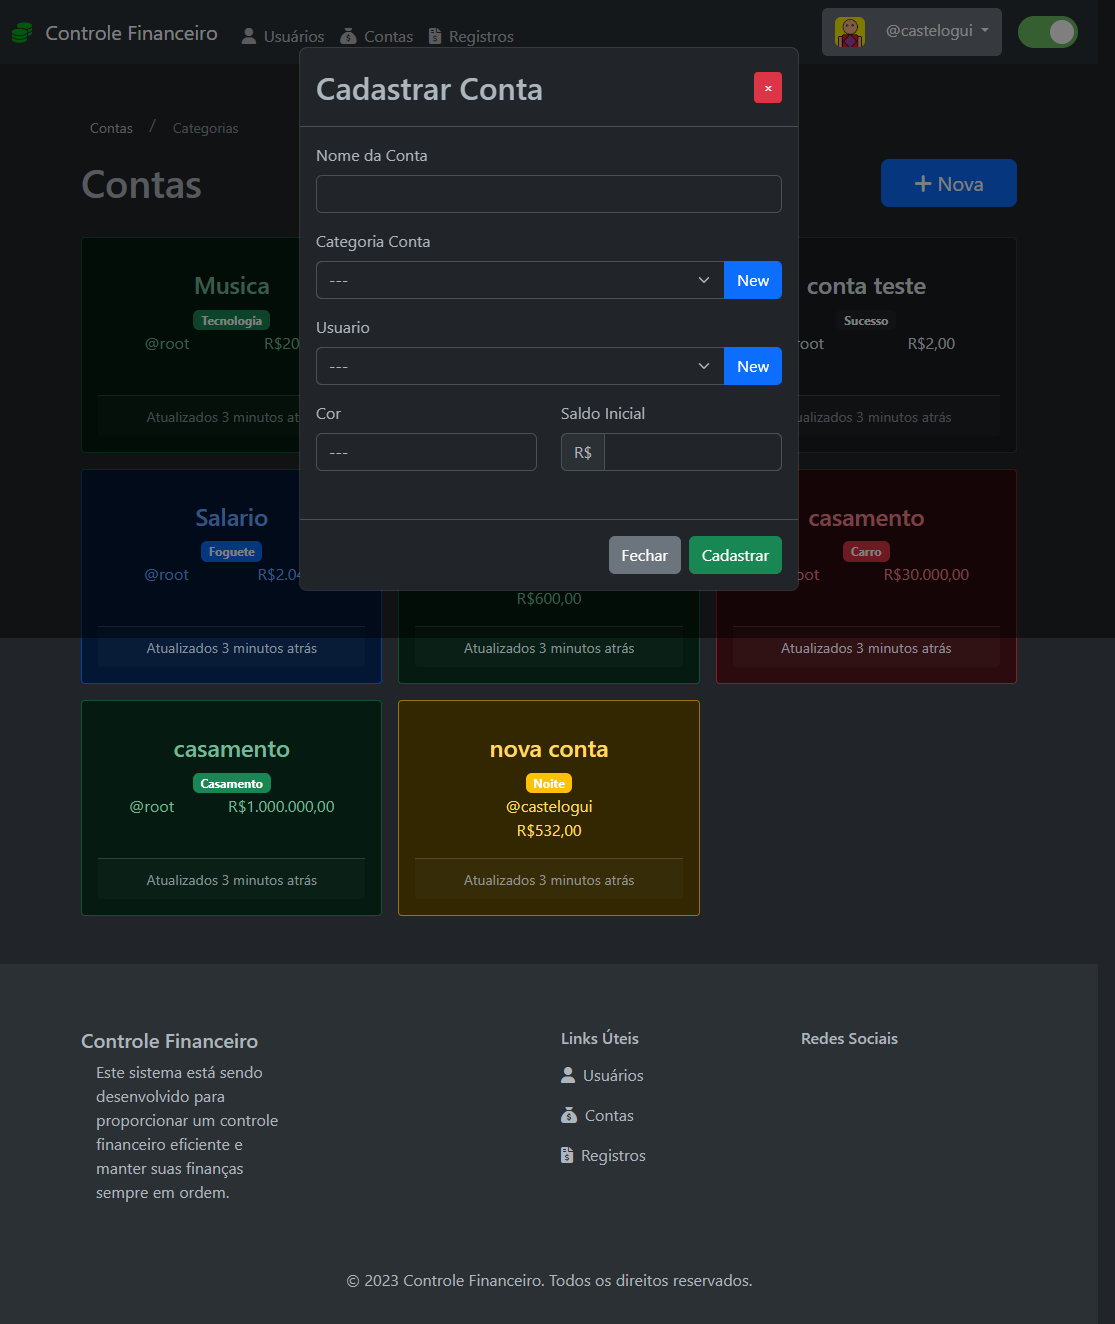 Controle Financeiro
Usuários
Contas
Registros
@castelogui
Cadastrar Conta
×
Contas / Categorias
Contas
Nova
Nome da Conta
Categoria Conta
---
New
Usuario
---
New
Cor
---
Saldo Inicial
R$
Fechar
Cadastrar
Musica
Tecnologia
@root
R$20
Atualizados 3 minutos at
conta teste
Sucesso
oot
R$2,00
ualizados 3 minutos atrás
Salario
Foguete
@root
R$2.04
Atualizados 3 minutos atrás
R$600,00
Atualizados 3 minutos atrás
casamento
Carro
oot
R$30.000,00
Atualizados 3 minutos atrás
casamento
Casamento
@root
R$1.000.000,00
Atualizados 3 minutos atrás
nova conta
Noite
@castelogui
R$532,00
Atualizados 3 minutos atrás
Controle Financeiro
Este sistema está sendo
desenvolvido para
proporcionar um controle
financeiro eficiente e
manter suas finanças
sempre em ordem.
Links Úteis
Usuários
Contas
Registros
Redes Sociais
© 2023 Controle Financeiro. Todos os direitos reservados.